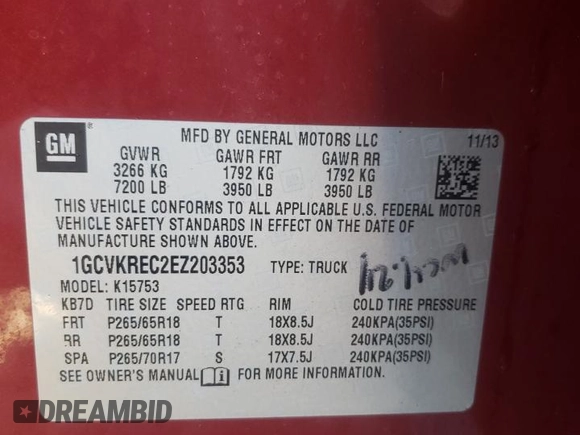 GM ®
MFD BY GENERAL MOTORS LLC
11/13
GVWR GAWR FRT GAWR RR
3266 KG 1792 KG 1792 KG
7200 LB 3950 LB 3950 LB
THIS VEHICLE CONFORMS TO ALL APPLICABLE U.S. FEDERAL MOTOR
VEHICLE SAFETY STANDARDS IN EFFECT ON THE DATE OF
MANUFACTURE SHOWN ABOVE.
1GCVKREC2EZ203353 TYPE: TRUCK
MODEL: K15753
KB7D TIRE SIZE SPEED RTG RIM COLD TIRE PRESSURE
FRT P265/65R18 T 18X8.5J 240KPA(35PSI)
RR P265/65R18 T 18X8.5J 240KPA(35PSI)
SPA P265/70R17 S 17X7.5J 240KPA(35PSI)
SEE OWNER'S MANUAL FOR MORE INFORMATION.
DREAMBID